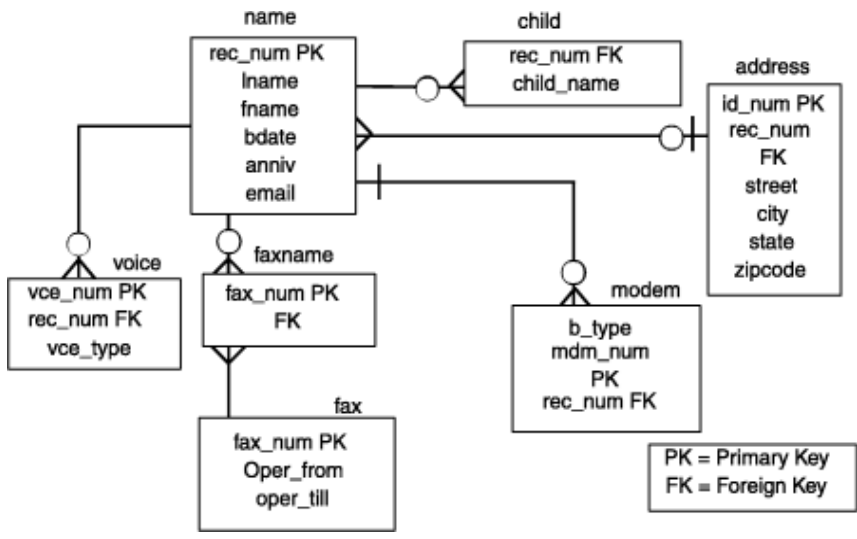 name
rec_num PK
lname
fname
bdate
anniv
email
child
rec_num FK
child_name
address
id_num PK
rec_num
FK
street
city
state
zipcode
voice
vce_num PK
rec_num FK
vce_type
faxname
fax_num PK
FK
modem
b_type
mdm_num
PK
rec_num FK
fax
fax_num PK
Oper_from
oper_till
PK = Primary Key
FK = Foreign Key